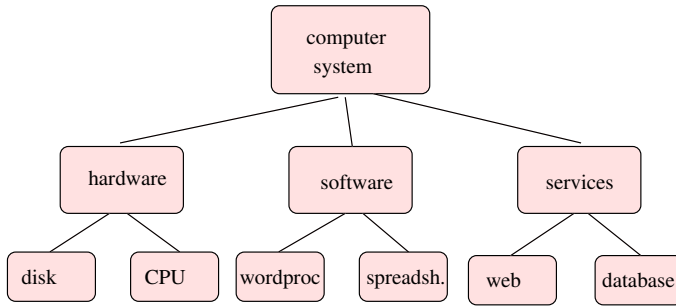 computer
system
hardware
software
services
disk
CPU
wordproc
spreadsh.
web
database